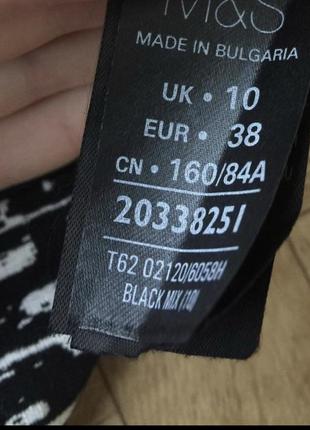 M&S
MADE IN BULGARIA
UK • 10
EUR • 38
CN • 160/84A
20338251
T62 02120/6058H
BLACK MIX (10)